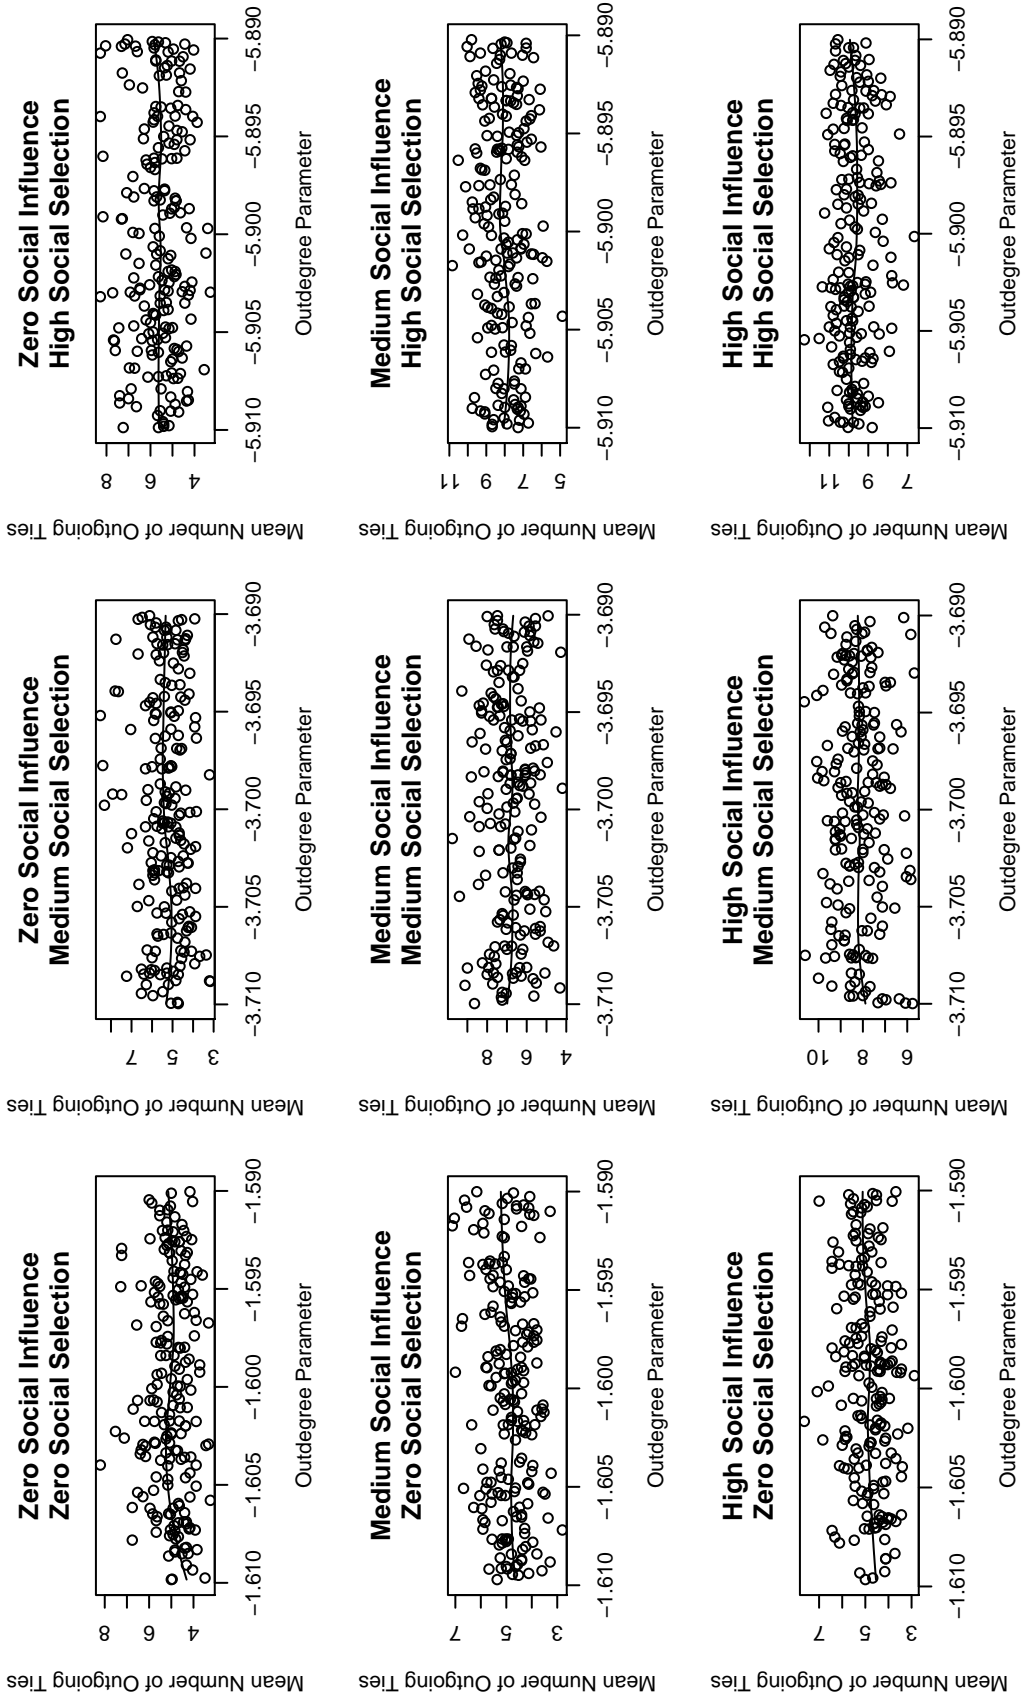 Zero Social Influence
Zero Social Selection
Mean Number of Outgoing Ties
8
6
4
−1.610 −1.605 −1.600 −1.595 −1.590
Outdegree Parameter
Zero Social Influence
Medium Social Selection
Mean Number of Outgoing Ties
7
5
3
−3.710 −3.705 −3.700 −3.695 −3.690
Outdegree Parameter
Zero Social Influence
High Social Selection
Mean Number of Outgoing Ties
8
6
4
−5.910 −5.905 −5.900 −5.895 −5.890
Outdegree Parameter
Medium Social Influence
Zero Social Selection
Mean Number of Outgoing Ties
7
5
3
−1.610 −1.605 −1.600 −1.595 −1.590
Outdegree Parameter
Medium Social Influence
Medium Social Selection
Mean Number of Outgoing Ties
8
6
4
−3.710 −3.705 −3.700 −3.695 −3.690
Outdegree Parameter
Medium Social Influence
High Social Selection
Mean Number of Outgoing Ties
11
9
7
5
−5.910 −5.905 −5.900 −5.895 −5.890
Outdegree Parameter
High Social Influence
Zero Social Selection
Mean Number of Outgoing Ties
7
5
3
−1.610 −1.605 −1.600 −1.595 −1.590
Outdegree Parameter
High Social Influence
Medium Social Selection
Mean Number of Outgoing Ties
10
8
6
−3.710 −3.705 −3.700 −3.695 −3.690
Outdegree Parameter
High Social Influence
High Social Selection
Mean Number of Outgoing Ties
11
9
7
−5.910 −5.905 −5.900 −5.895 −5.890
Outdegree Parameter